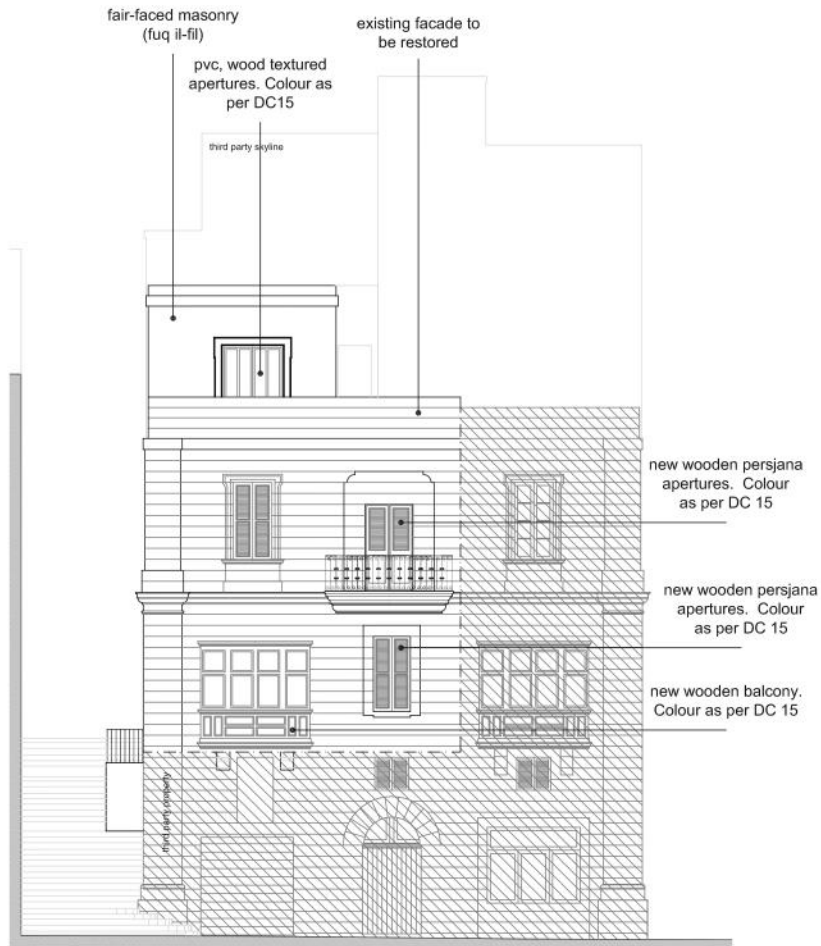 fair-faced masonry
(fuq il-fil)
existing facade to
be restored
pvc, wood textured
apertures. Colour as
per DC15
third party skyline
new wooden persjana
apertures. Colour
as per DC 15
new wooden persjana
apertures. Colour
as per DC 15
new wooden balcony.
Colour as per DC 15
third party property